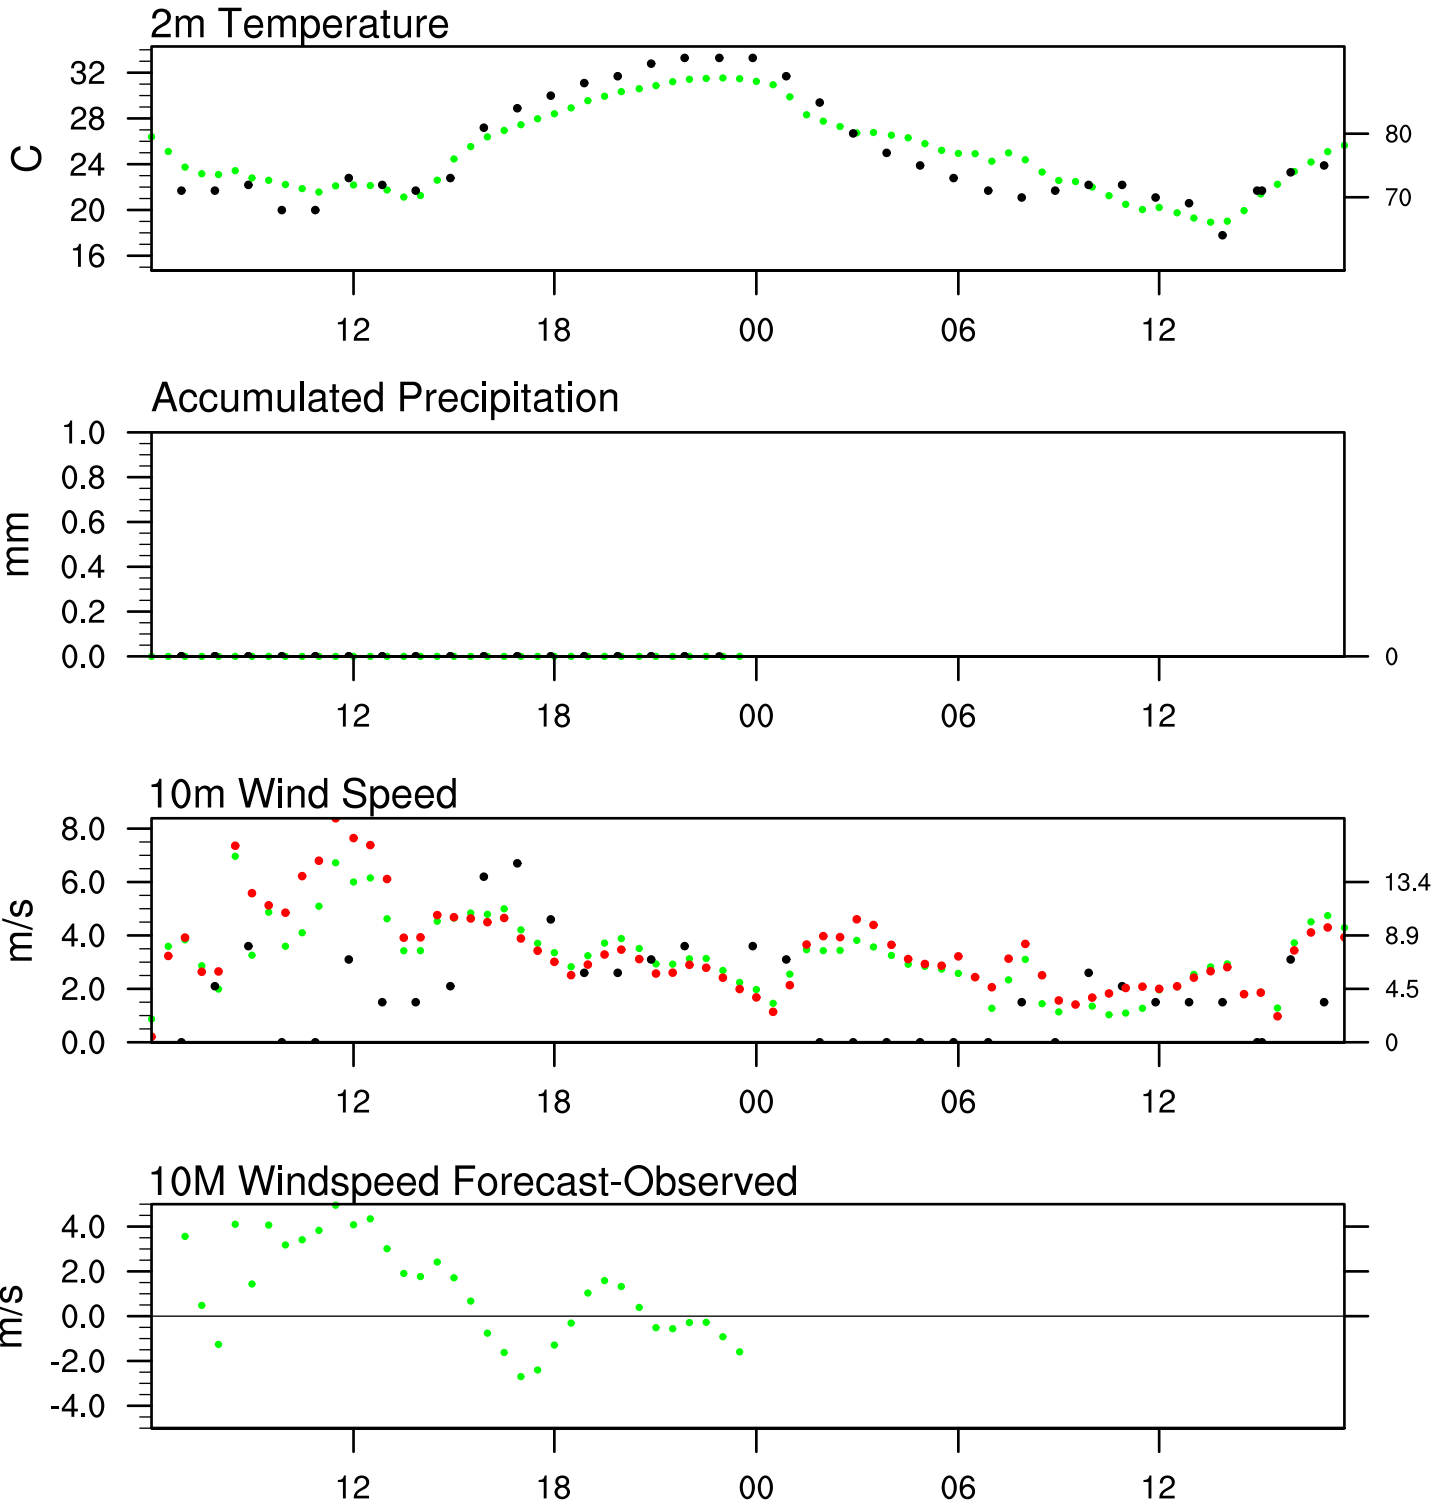 2m Temperature
C
32
28
24
20
16
80
70
12 18 00 06 12
Accumulated Precipitation
mm
1.0
0.8
0.6
0.4
0.2
0.0
0
12 18 00 06 12
10m Wind Speed
m/s
8.0
6.0
4.0
2.0
0.0
13.4
8.9
4.5
0
12 18 00 06 12
10M Windspeed Forecast-Observed
m/s
4.0
2.0
0.0
-2.0
-4.0
12 18 00 06 12